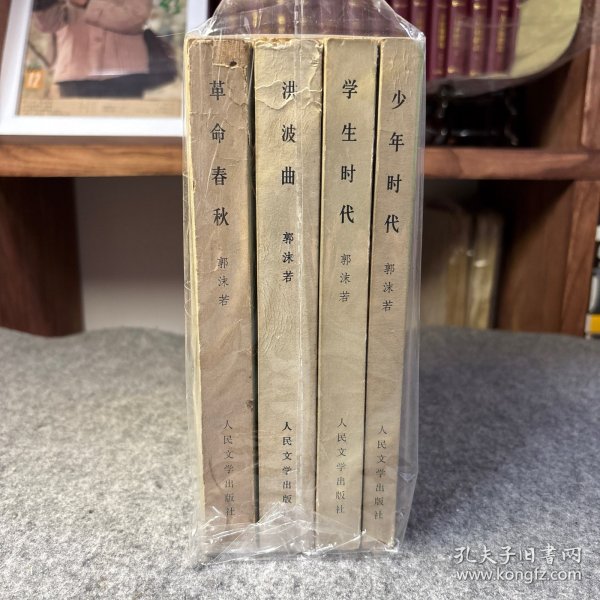 革命春秋
郭沫若
人民文学出版社
洪波曲
郭沫若
人民文学出版社
学生时代
郭沫若
人民文学出版社
少年时代
郭沫若
人民文学出版社
17
孔夫子旧书网
www.kongfz.com